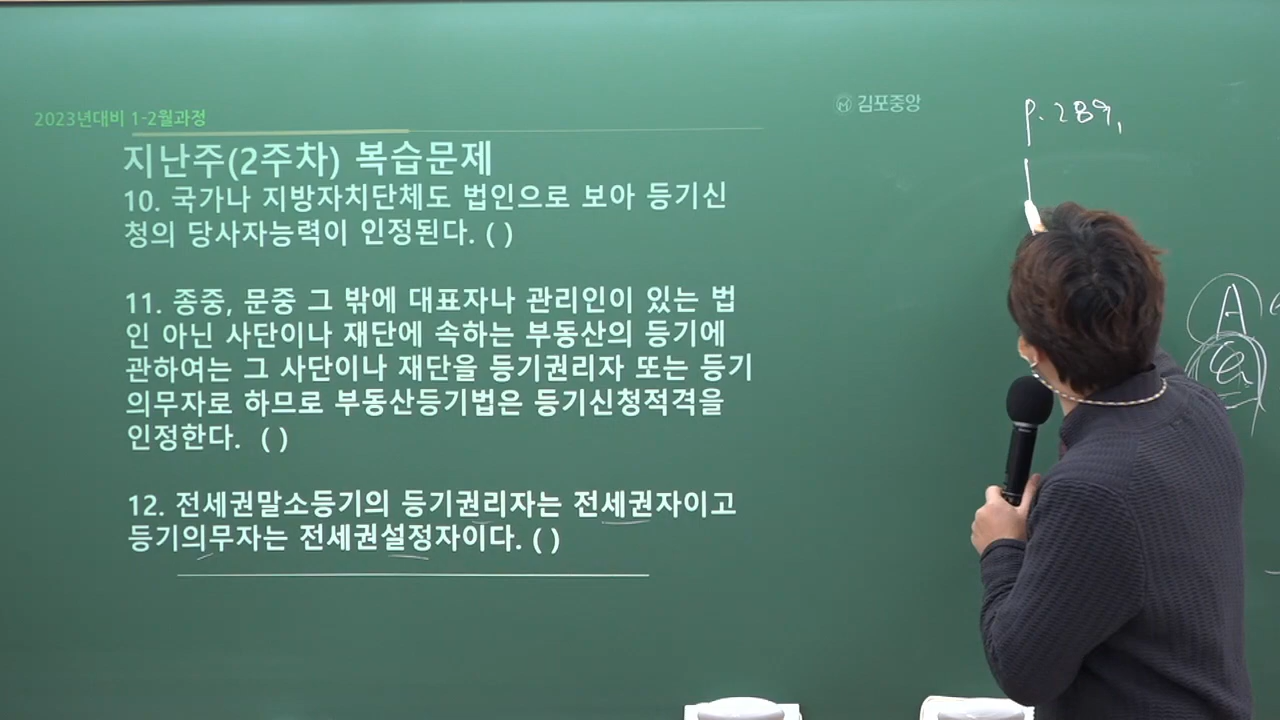 2023년대비 1-2월과정
김포중앙
p.289,
지난주(2주차) 복습문제
10. 국가나 지방자치단체도 법인으로 보아 등기신
청의 당사자능력이 인정된다. ( )
11. 종중, 문중 그 밖에 대표자나 관리인이 있는 법
인 아닌 사단이나 재단에 속하는 부동산의 등기에
관하여는 그 사단이나 재단을 등기권리자 또는 등기
의무자로 하므로 부동산등기법은 등기신청적격을
인정한다. ( )
12. 전세권말소등기의 등기권리자는 전세권자이고
등기의무자는 전세권설정자이다. ( )
A